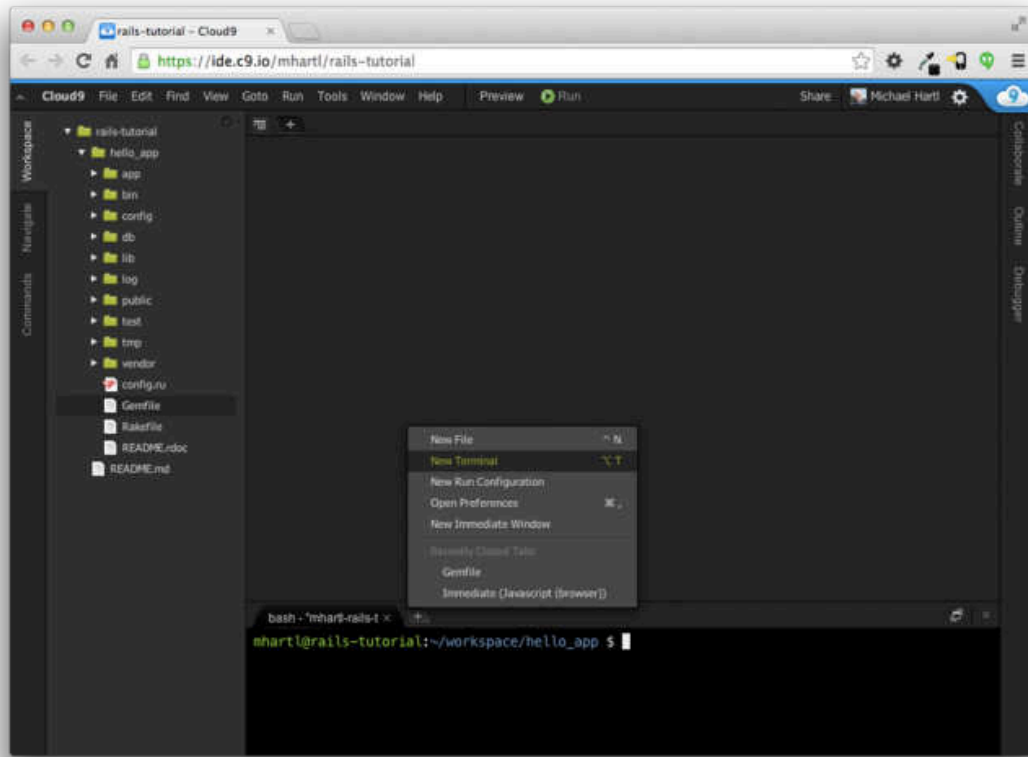 rails-tutorial - Cloud9
https://ide.c9.io/mhartl/rails-tutorial
Cloud9 File Edit Find View Goto Run Tools Window Help Preview Run Share Michael Hartl 9
Workspace
Navigate
Commands
rails-tutorial
hello_app
app
bin
config
db
lib
log
public
test
tmp
vendor
config.ru
Gemfile
Rakefile
README.rdoc
README.md
New File ^ N
New Terminal ⌥ T
New Run Configuration
Open Preferences ⌘ ,
New Immediate Window
Recently Closed Tabs
Gemfile
Immediate (Javascript (browser))
bash - "mhartl-rails-t
mhartl@rails-tutorial:~/workspace/hello_app $
Collaborate
Outline
Debugger